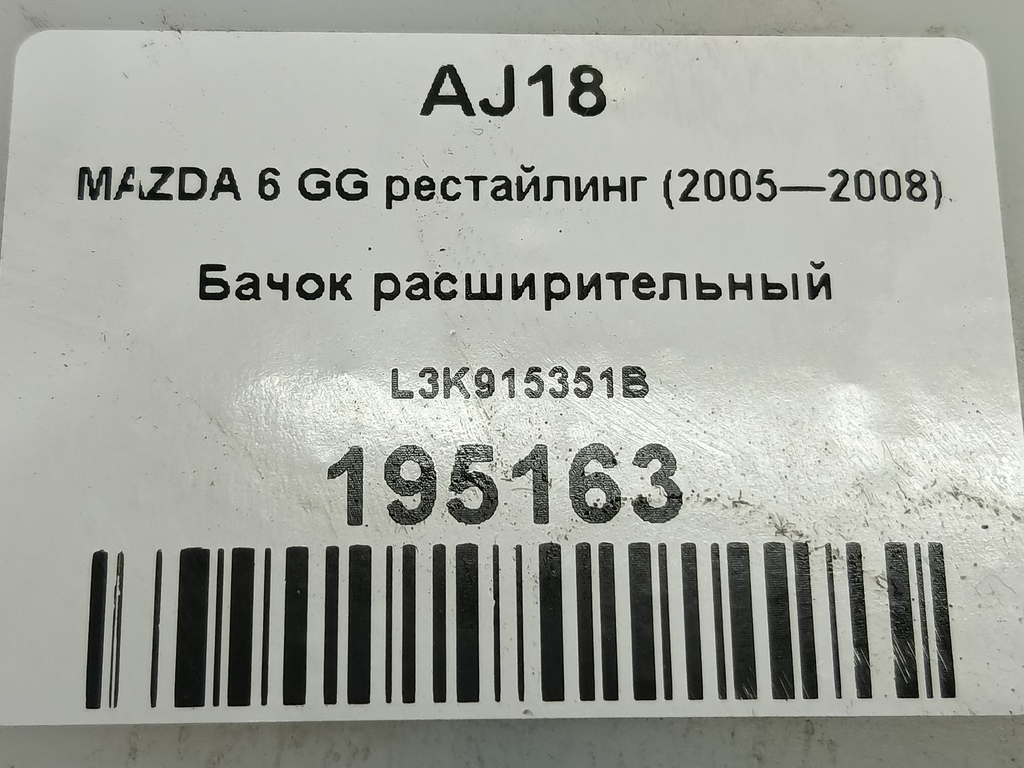 AJ18
MAZDA 6 GG рестайлинг (2005—2008)
Бачок расширительный
L3K915351B
195163